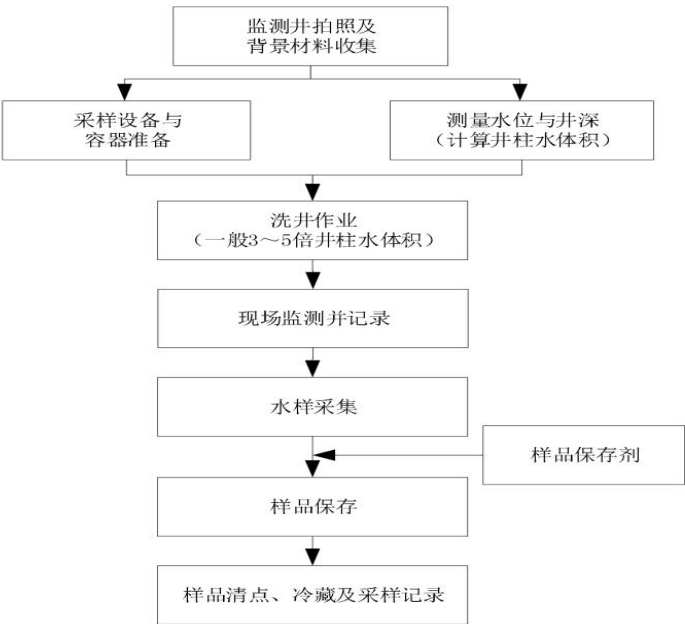 监测井拍照及
背景材料收集
采样设备与
容器准备
测量水位与井深
（计算井柱水体积）
洗井作业
（一般3～5倍井柱水体积）
现场监测并记录
水样采集
样品保存剂
样品保存
样品清点、冷藏及采样记录